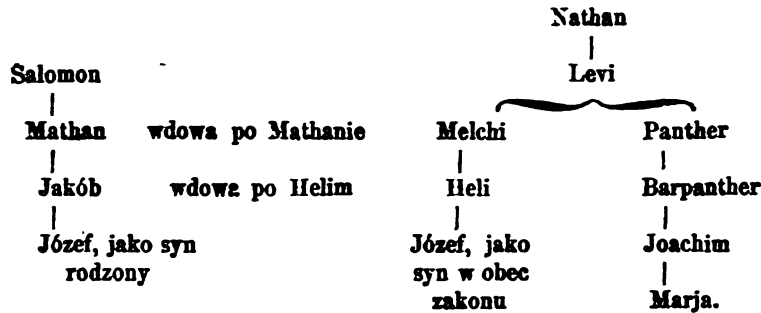 Nathan
Levi
Salomon
Mathan wdowa po Mathanie Melchi Panther
Jakób wdowa po Helim Heli Barpanther
Józef, jako syn Józef, jako Joachim
rodzony syn w obec
zakonu Marja.